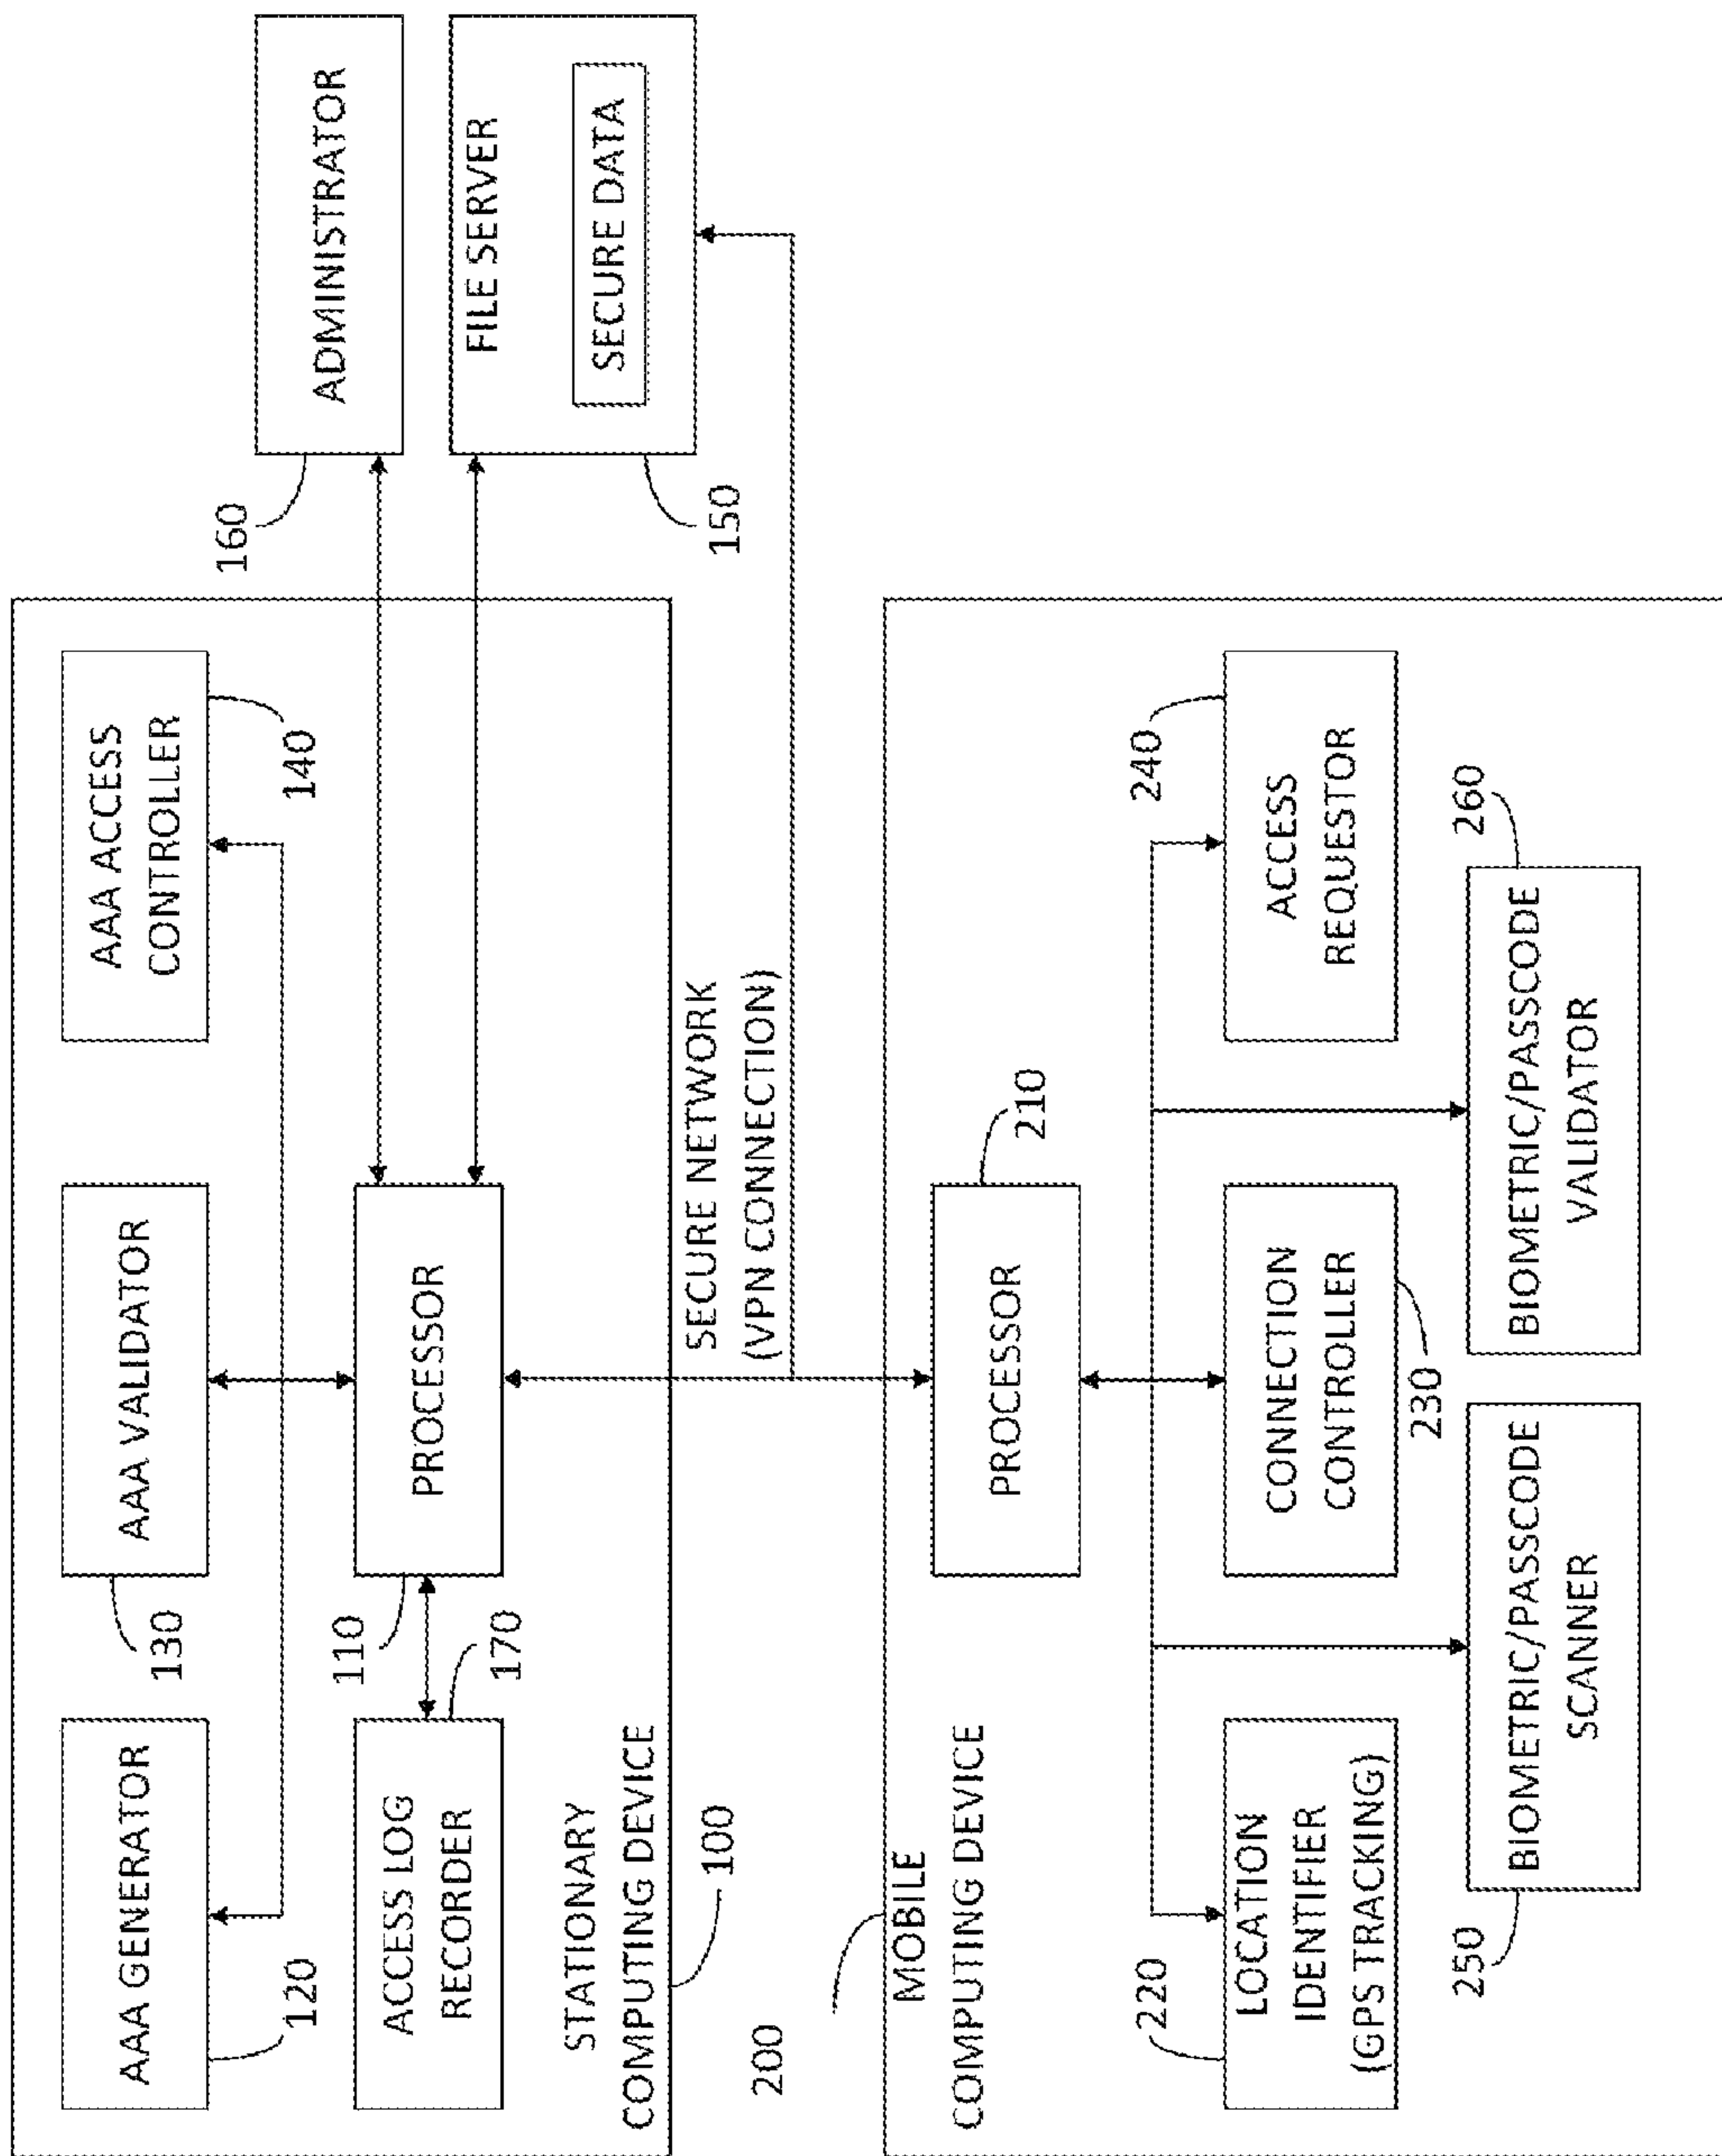 AAA GENERATOR
120
AAA VALIDATOR
130
AAA ACCESS
CONTROLLER
140
ACCESS LOG
RECORDER
170
PROCESSOR
110
STATIONARY
COMPUTING DEVICE
100
160
ADMINISTRATOR
FILE SERVER
SECURE DATA
150
SECURE NETWORK
(VPN CONNECTION)
200
MOBILE
COMPUTING DEVICE
PROCESSOR
210
220
LOCATION
IDENTIFIER
(GPS TRACKING)
CONNECTION
CONTROLLER
230
240
ACCESS
REQUESTOR
250
BIOMETRIC/PASSCODE
SCANNER
260
BIOMETRIC/PASSCODE
VALIDATOR